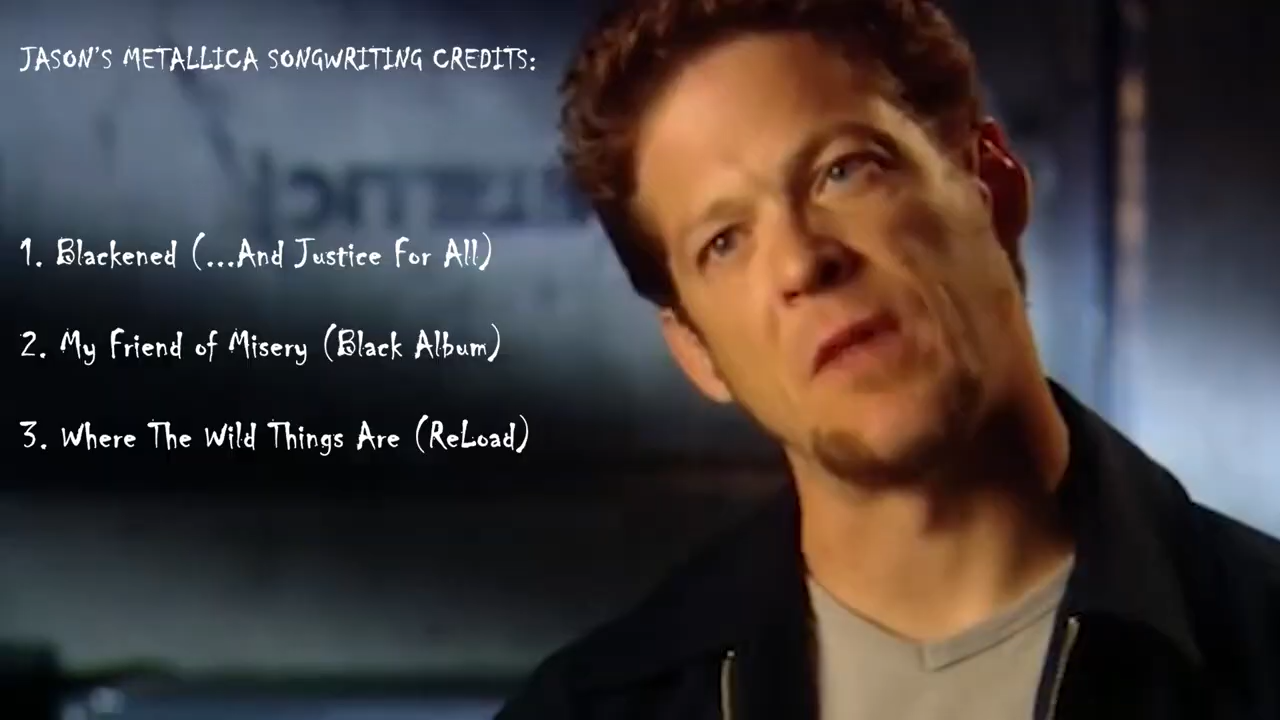 JASON'S METALLICA SONGWRITING CREDITS:
1. Blackened (...And Justice For All)
2. My Friend of Misery (Black Album)
3. Where The Wild Things Are (ReLoad)